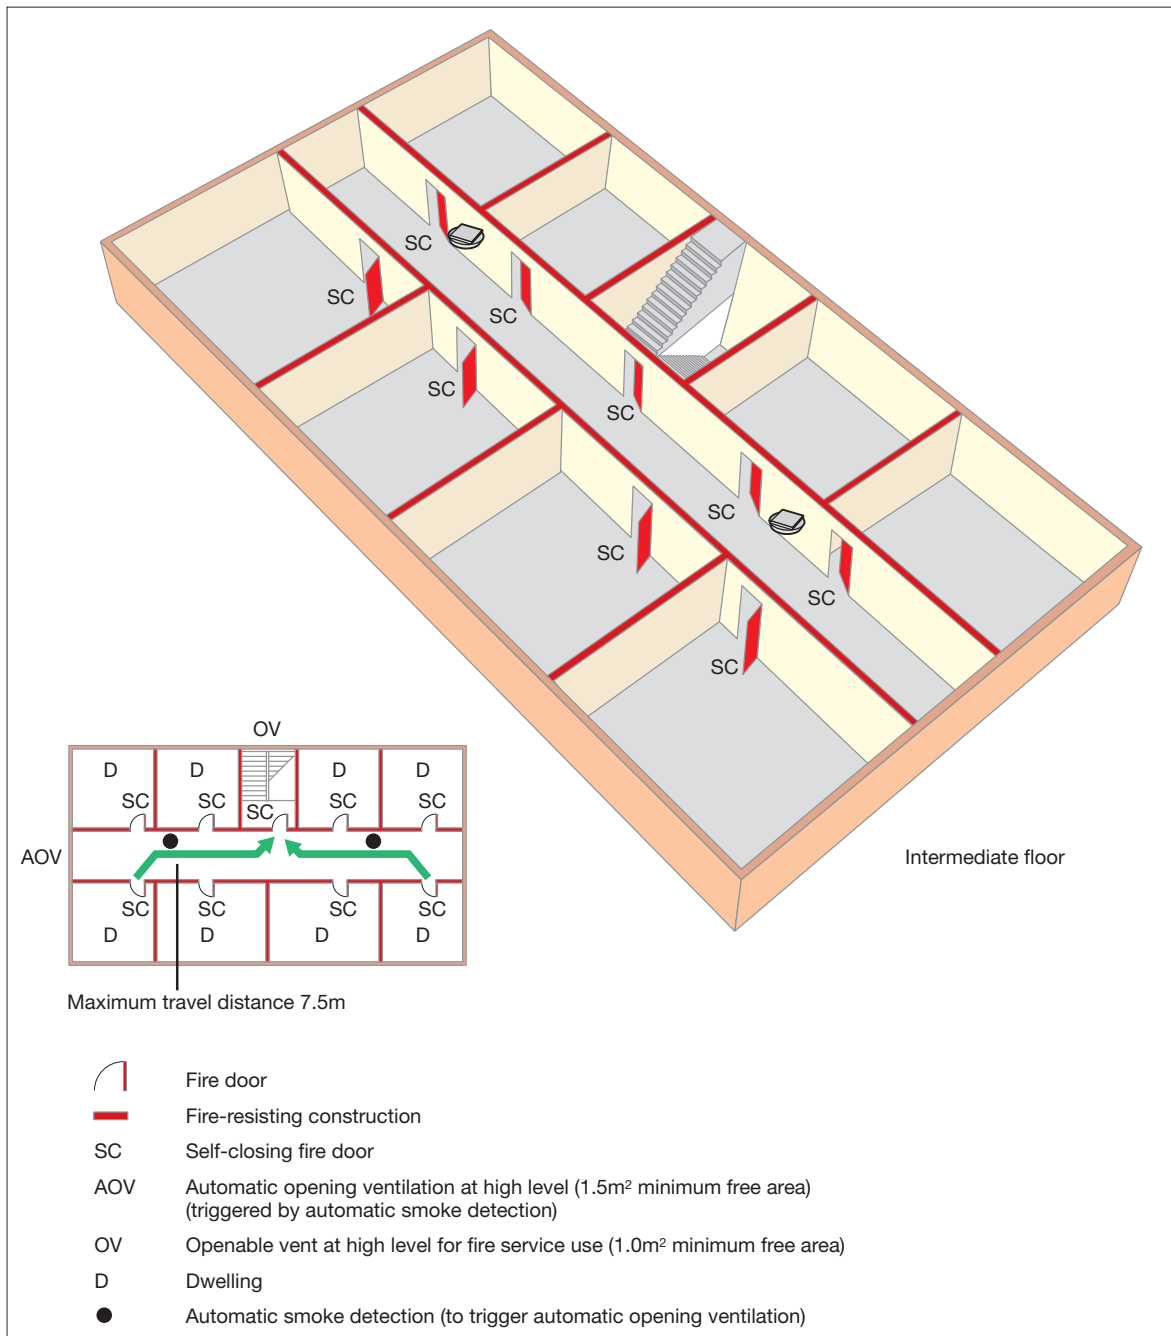 SC
SC
SC
SC
SC
SC
SC
SC
SC
Intermediate floor
OV
D D D D
SC SC SC SC SC
AOV
SC SC SC SC
D D D D
Maximum travel distance 7.5m
Fire door
Fire-resisting construction
SC Self-closing fire door
AOV Automatic opening ventilation at high level (1.5m² minimum free area)
(triggered by automatic smoke detection)
OV Openable vent at high level for fire service use (1.0m² minimum free area)
D Dwelling
Automatic smoke detection (to trigger automatic opening ventilation)